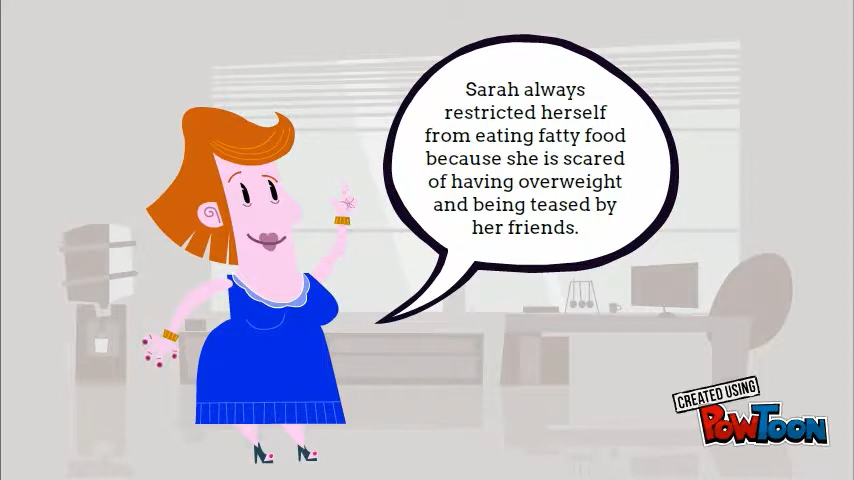 Sarah always
restricted herself
from eating fatty food
because she is scared
of having overweight
and being teased by
her friends.
CREATED USING
POWTOON